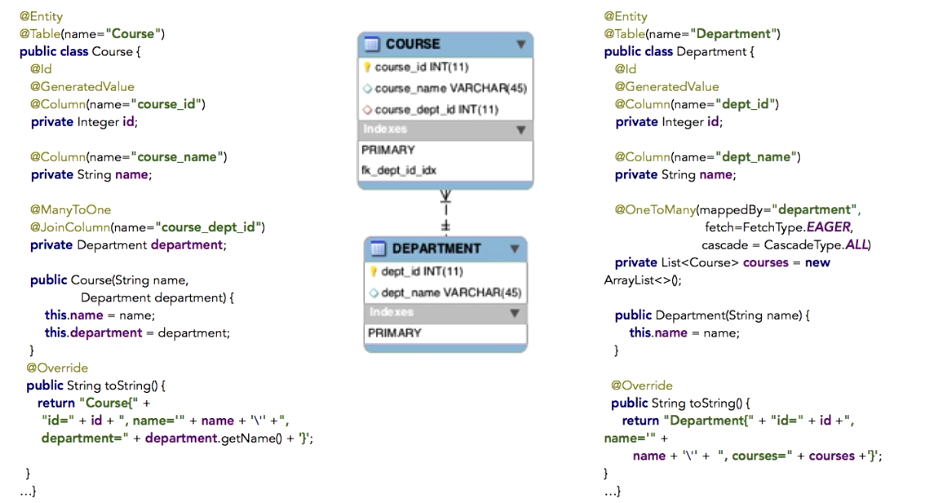 @Entity
@Table(name="Course")
public class Course {
@Id
@GeneratedValue
@Column(name="course_id")
private Integer id;
@Column(name="course_name")
private String name;
@ManyToOne
@JoinColumn(name="course_dept_id")
private Department department;
public Course(String name,
Department department) {
this.name = name;
this.department = department;
}
@Override
public String toString() {
return "Course{" +
"id=" + id + ", name='" + name + '\'' +",
department=" + department.getName() + '}';
}
...}
COURSE
course_id INT(11)
course_name VARCHAR(45)
course_dept_id INT(11)
Indexes
PRIMARY
fk_dept_id_idx
DEPARTMENT
dept_id INT(11)
dept_name VARCHAR(45)
Indexes
PRIMARY
@Entity
@Table(name="Department")
public class Department {
@Id
@GeneratedValue
@Column(name="dept_id")
private Integer id;
@Column(name="dept_name")
private String name;
@OneToMany(mappedBy="department",
fetch=FetchType.EAGER,
cascade = CascadeType.ALL)
private List<Course> courses = new
ArrayList<>();
public Department(String name) {
this.name = name;
}
@Override
public String toString() {
return "Department{" + "id=" + id +",
name='" +
name + '\'' + ", courses=" + courses +'}';
}
...}